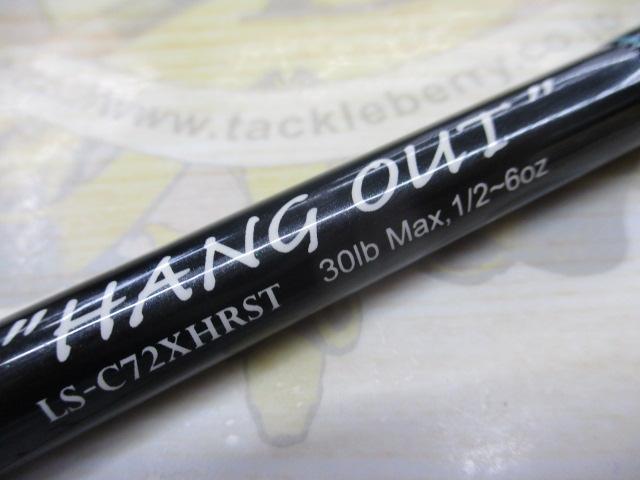 www.tackleberry.co
"HANG OUT"
LS-C72XHRST 30lb Max,1/2~6oz